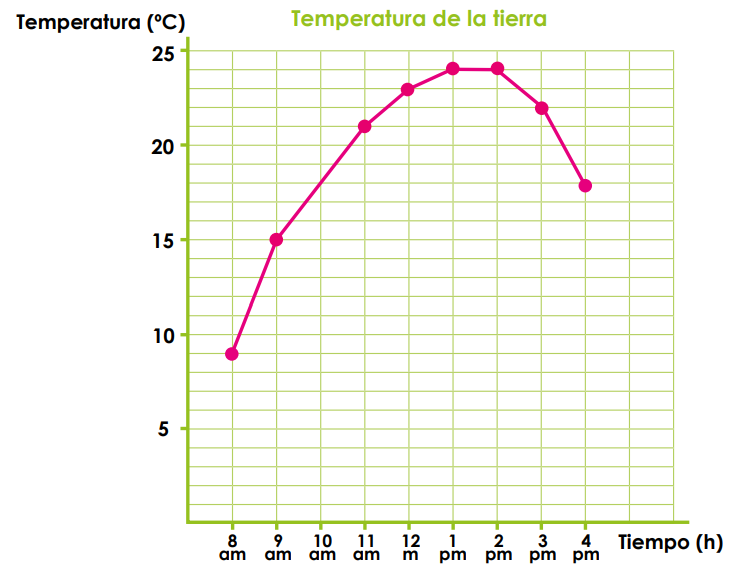 Temperatura de la tierra
Temperatura (ºC)
25
20
15
10
5
8 9 10 11 12 1 2 3 4
am am am am m pm pm pm pm
Tiempo (h)